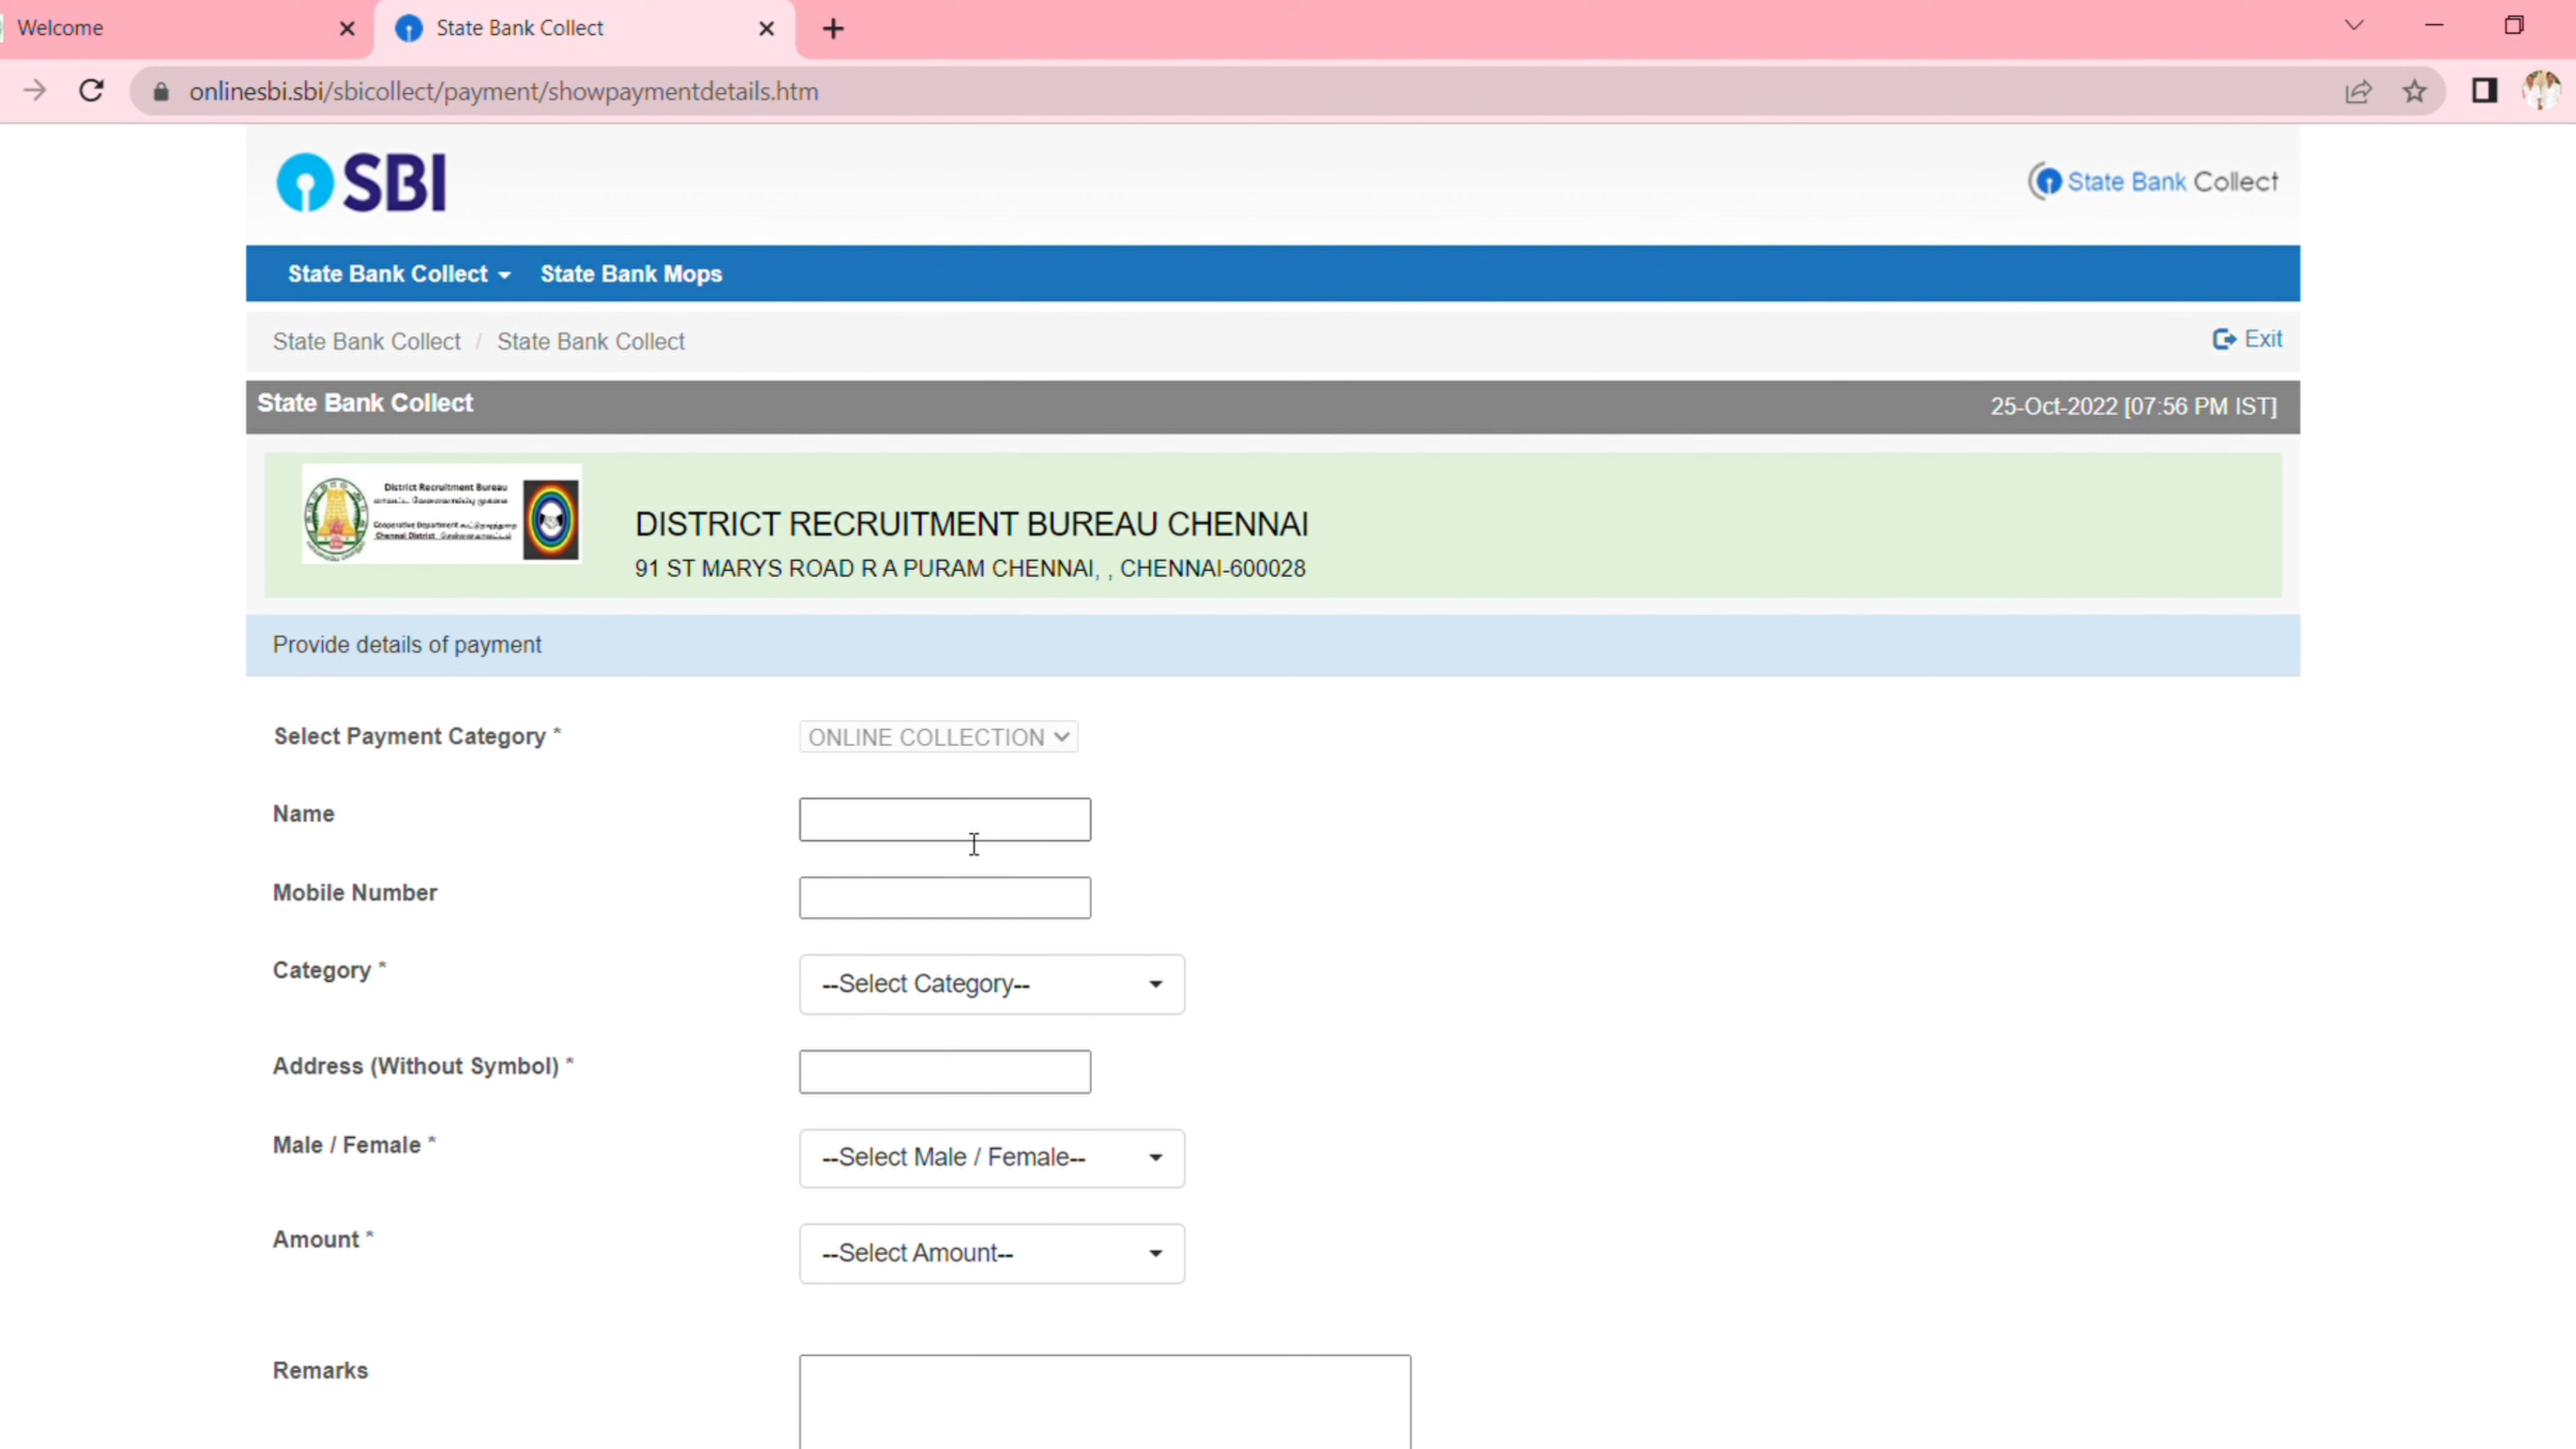 Welcome
State Bank Collect
onlinesbi.sbi/sbicollect/payment/showpaymentdetails.htm
SBI
State Bank Collect
State Bank Collect State Bank Mops
State Bank Collect / State Bank Collect
Exit
State Bank Collect
25-Oct-2022 [07:56 PM IST]
District Recruitment Bureau
Cooperative Department
Chennai District
DISTRICT RECRUITMENT BUREAU CHENNAI
91 ST MARYS ROAD R A PURAM CHENNAI, , CHENNAI-600028
Provide details of payment
Select Payment Category * ONLINE COLLECTION
Name
Mobile Number
Category * --Select Category--
Address (Without Symbol) *
Male / Female * --Select Male / Female--
Amount * --Select Amount--
Remarks